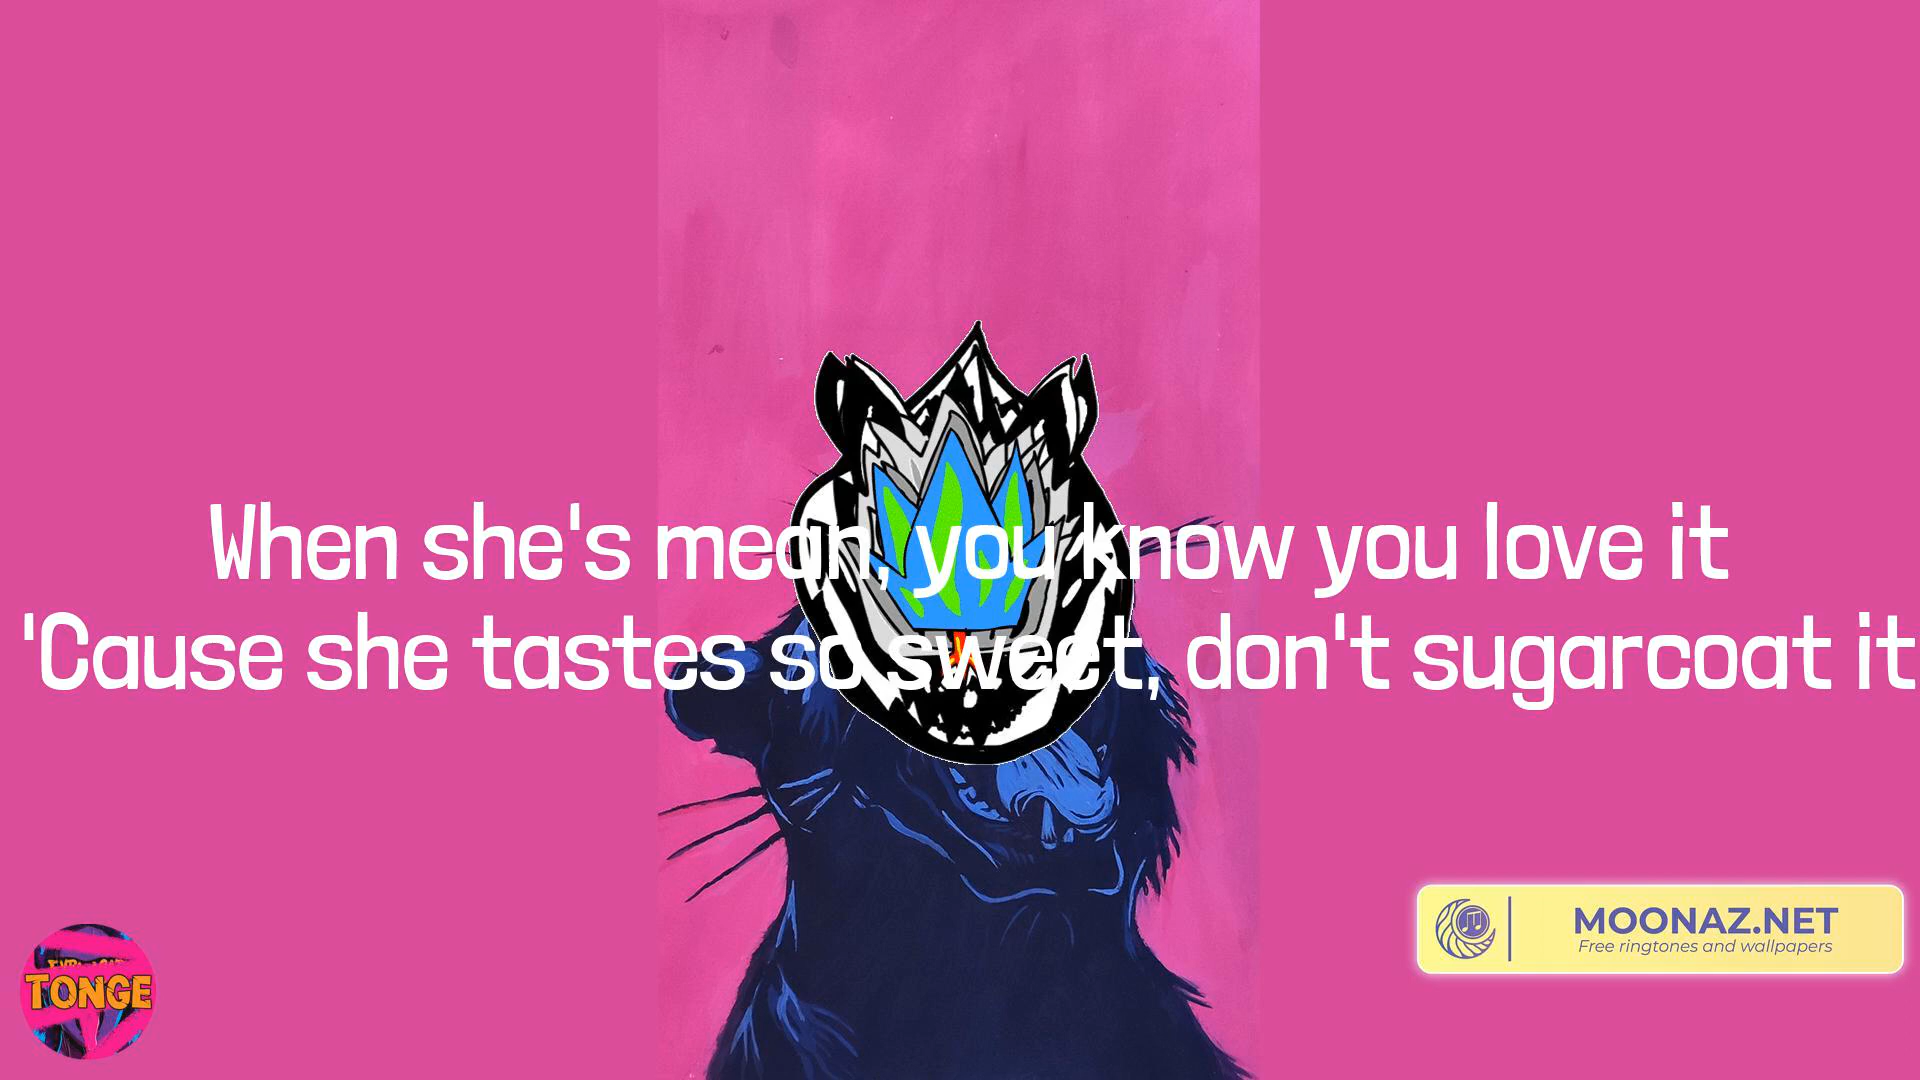 When she's mean, you know you love it
'Cause she tastes so sweet, don't sugarcoat it
TONGE
MOONAZ.NET
Free ringtones and wallpapers